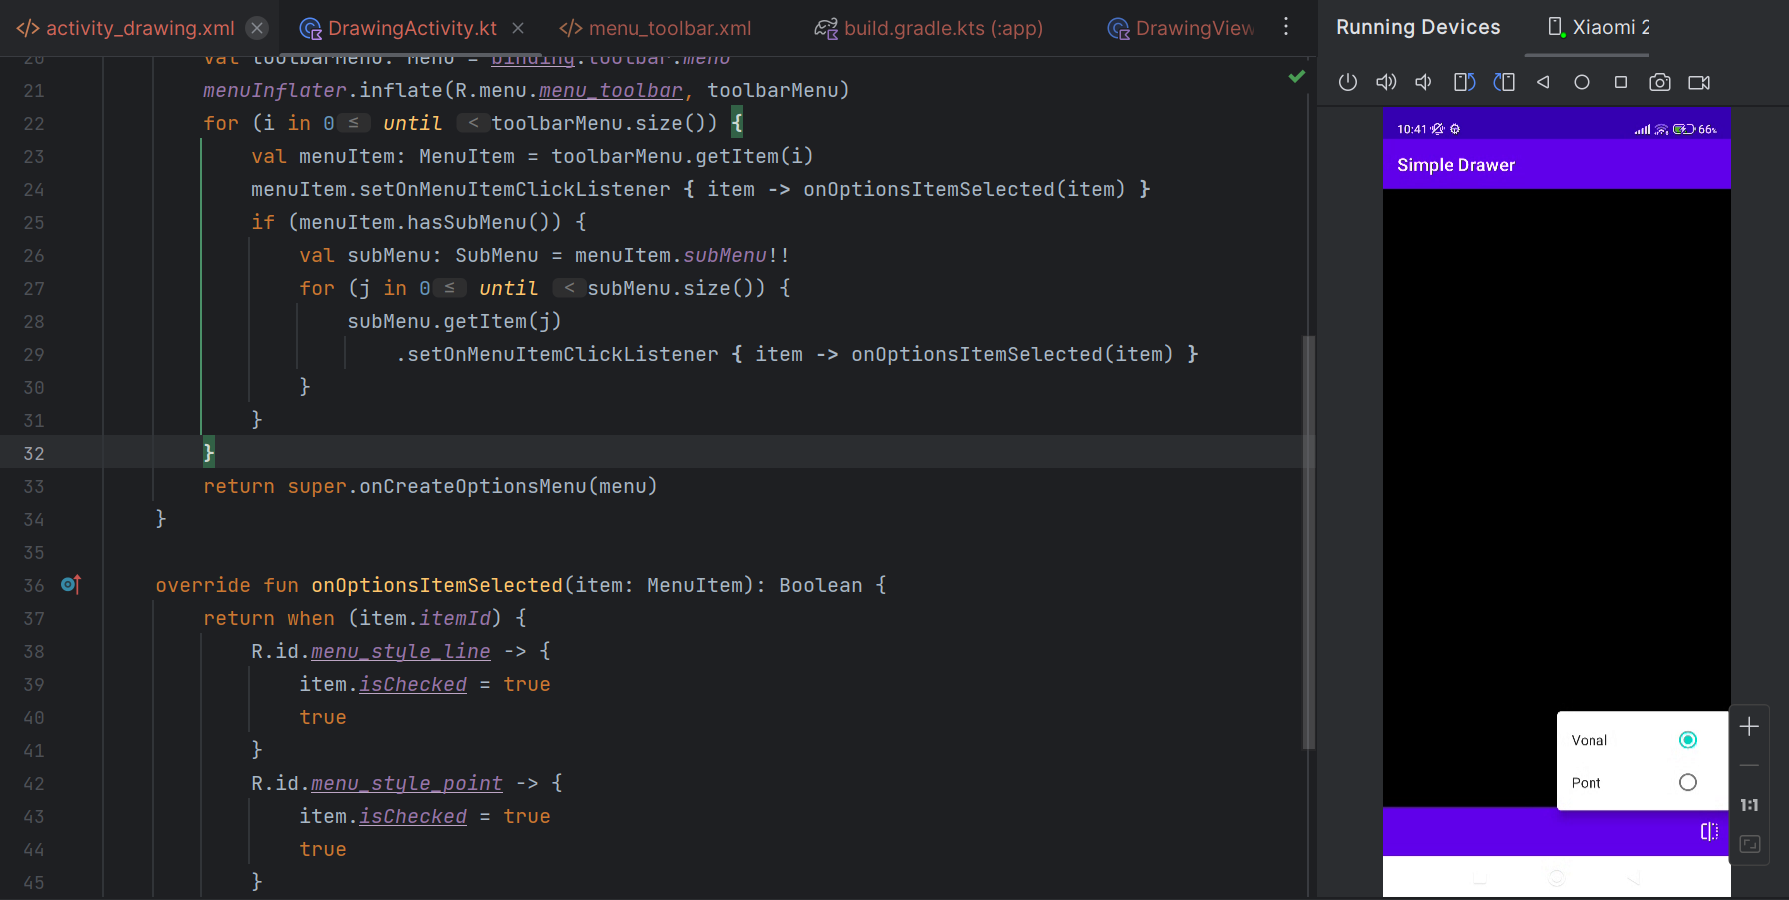 activity_drawing.xml
DrawingActivity.kt
menu_toolbar.xml
build.gradle.kts (:app)
DrawingView
Running Devices
Xiaomi 2
20 val toolbarMenu: Menu = binding.toolbar.menu
21 menuInflater.inflate(R.menu.menu_toolbar, toolbarMenu)
22 for (i in 0 ≤ until < toolbarMenu.size()) {
23 val menuItem: MenuItem = toolbarMenu.getItem(i)
24 menuItem.setOnMenuItemClickListener { item -> onOptionsItemSelected(item) }
25 if (menuItem.hasSubMenu()) {
26 val subMenu: SubMenu = menuItem.subMenu!!
27 for (j in 0 ≤ until < subMenu.size()) {
28 subMenu.getItem(j)
29 .setOnMenuItemClickListener { item -> onOptionsItemSelected(item) }
30 }
31 }
32 }
33 return super.onCreateOptionsMenu(menu)
34 }
35
36 override fun onOptionsItemSelected(item: MenuItem): Boolean {
37 return when (item.itemId) {
38 R.id.menu_style_line -> {
39 item.isChecked = true
40 true
41 }
42 R.id.menu_style_point -> {
43 item.isChecked = true
44 true
45 }
10:41
66%
Simple Drawer
Vonal
Pont
1:1